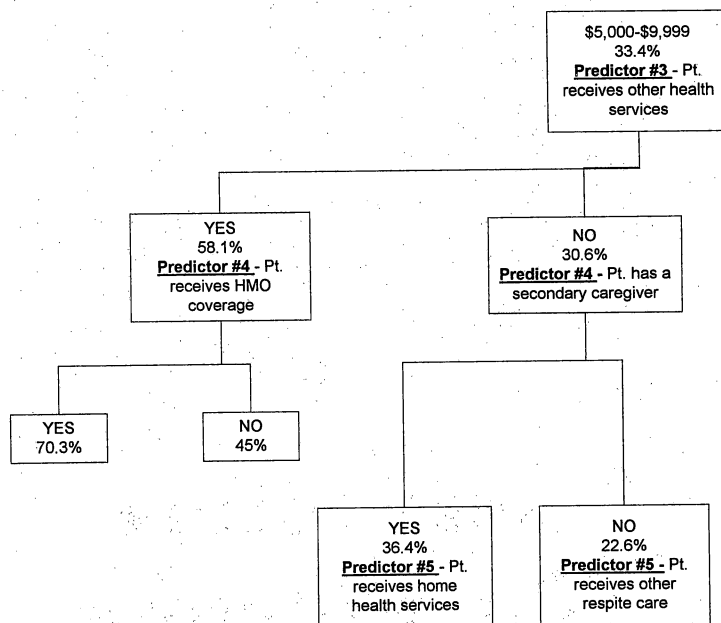 $5,000-$9,999
33.4%
Predictor #3 - Pt.
receives other health
services
YES
58.1%
Predictor #4 - Pt.
receives HMO
coverage
NO
30.6%
Predictor #4 - Pt. has a
secondary caregiver
YES
70.3%
NO
45%
YES
36.4%
Predictor #5 - Pt.
receives home
health services
NO
22.6%
Predictor #5 - Pt.
receives other
respite care